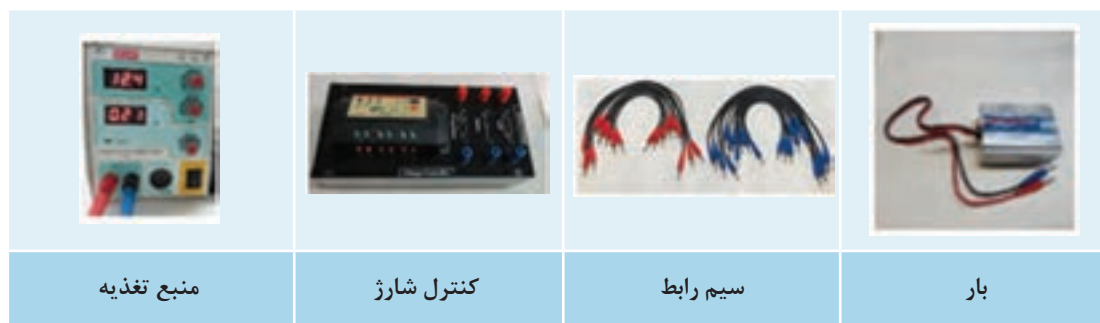 بار
سیم رابط
کنترل شارژ
منبع تغذیه